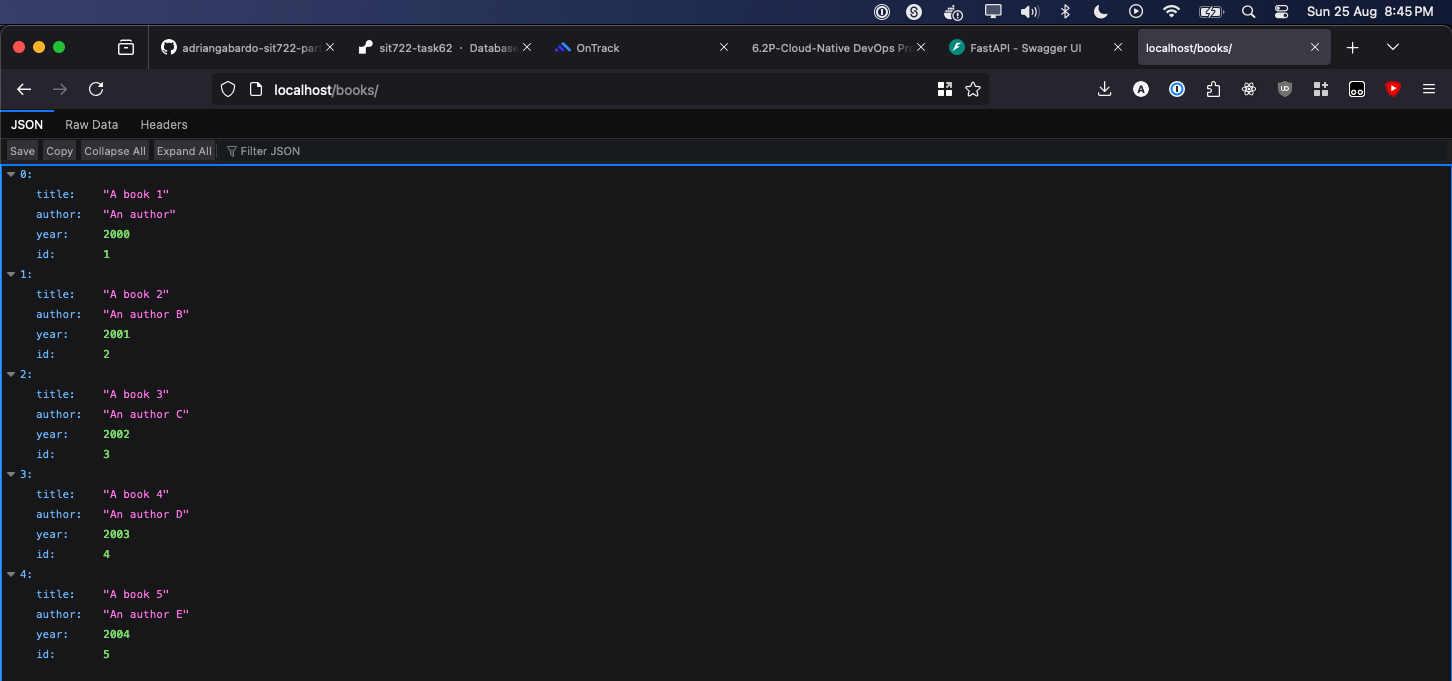 Sun 25 Aug 8:45 PM
adriangabardo-sit722-part
sit722-task62 · Database
OnTrack
6.2P-Cloud-Native DevOps Pr
FastAPI - Swagger UI
localhost/books/
localhost/books/
JSON Raw Data Headers
Save Copy Collapse All Expand All Filter JSON
0:
title: "A book 1"
author: "An author"
year: 2000
id: 1
1:
title: "A book 2"
author: "An author B"
year: 2001
id: 2
2:
title: "A book 3"
author: "An author C"
year: 2002
id: 3
3:
title: "A book 4"
author: "An author D"
year: 2003
id: 4
4:
title: "A book 5"
author: "An author E"
year: 2004
id: 5